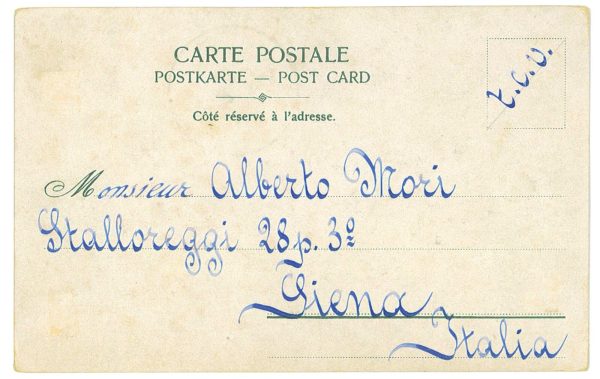 CARTE POSTALE
POSTKARTE — POST CARD
t.c.v.
Côté réservé à l'adresse.
Monsieur Alberto Mori
Stalloreggi 28 p. 3º
Siena
Italia